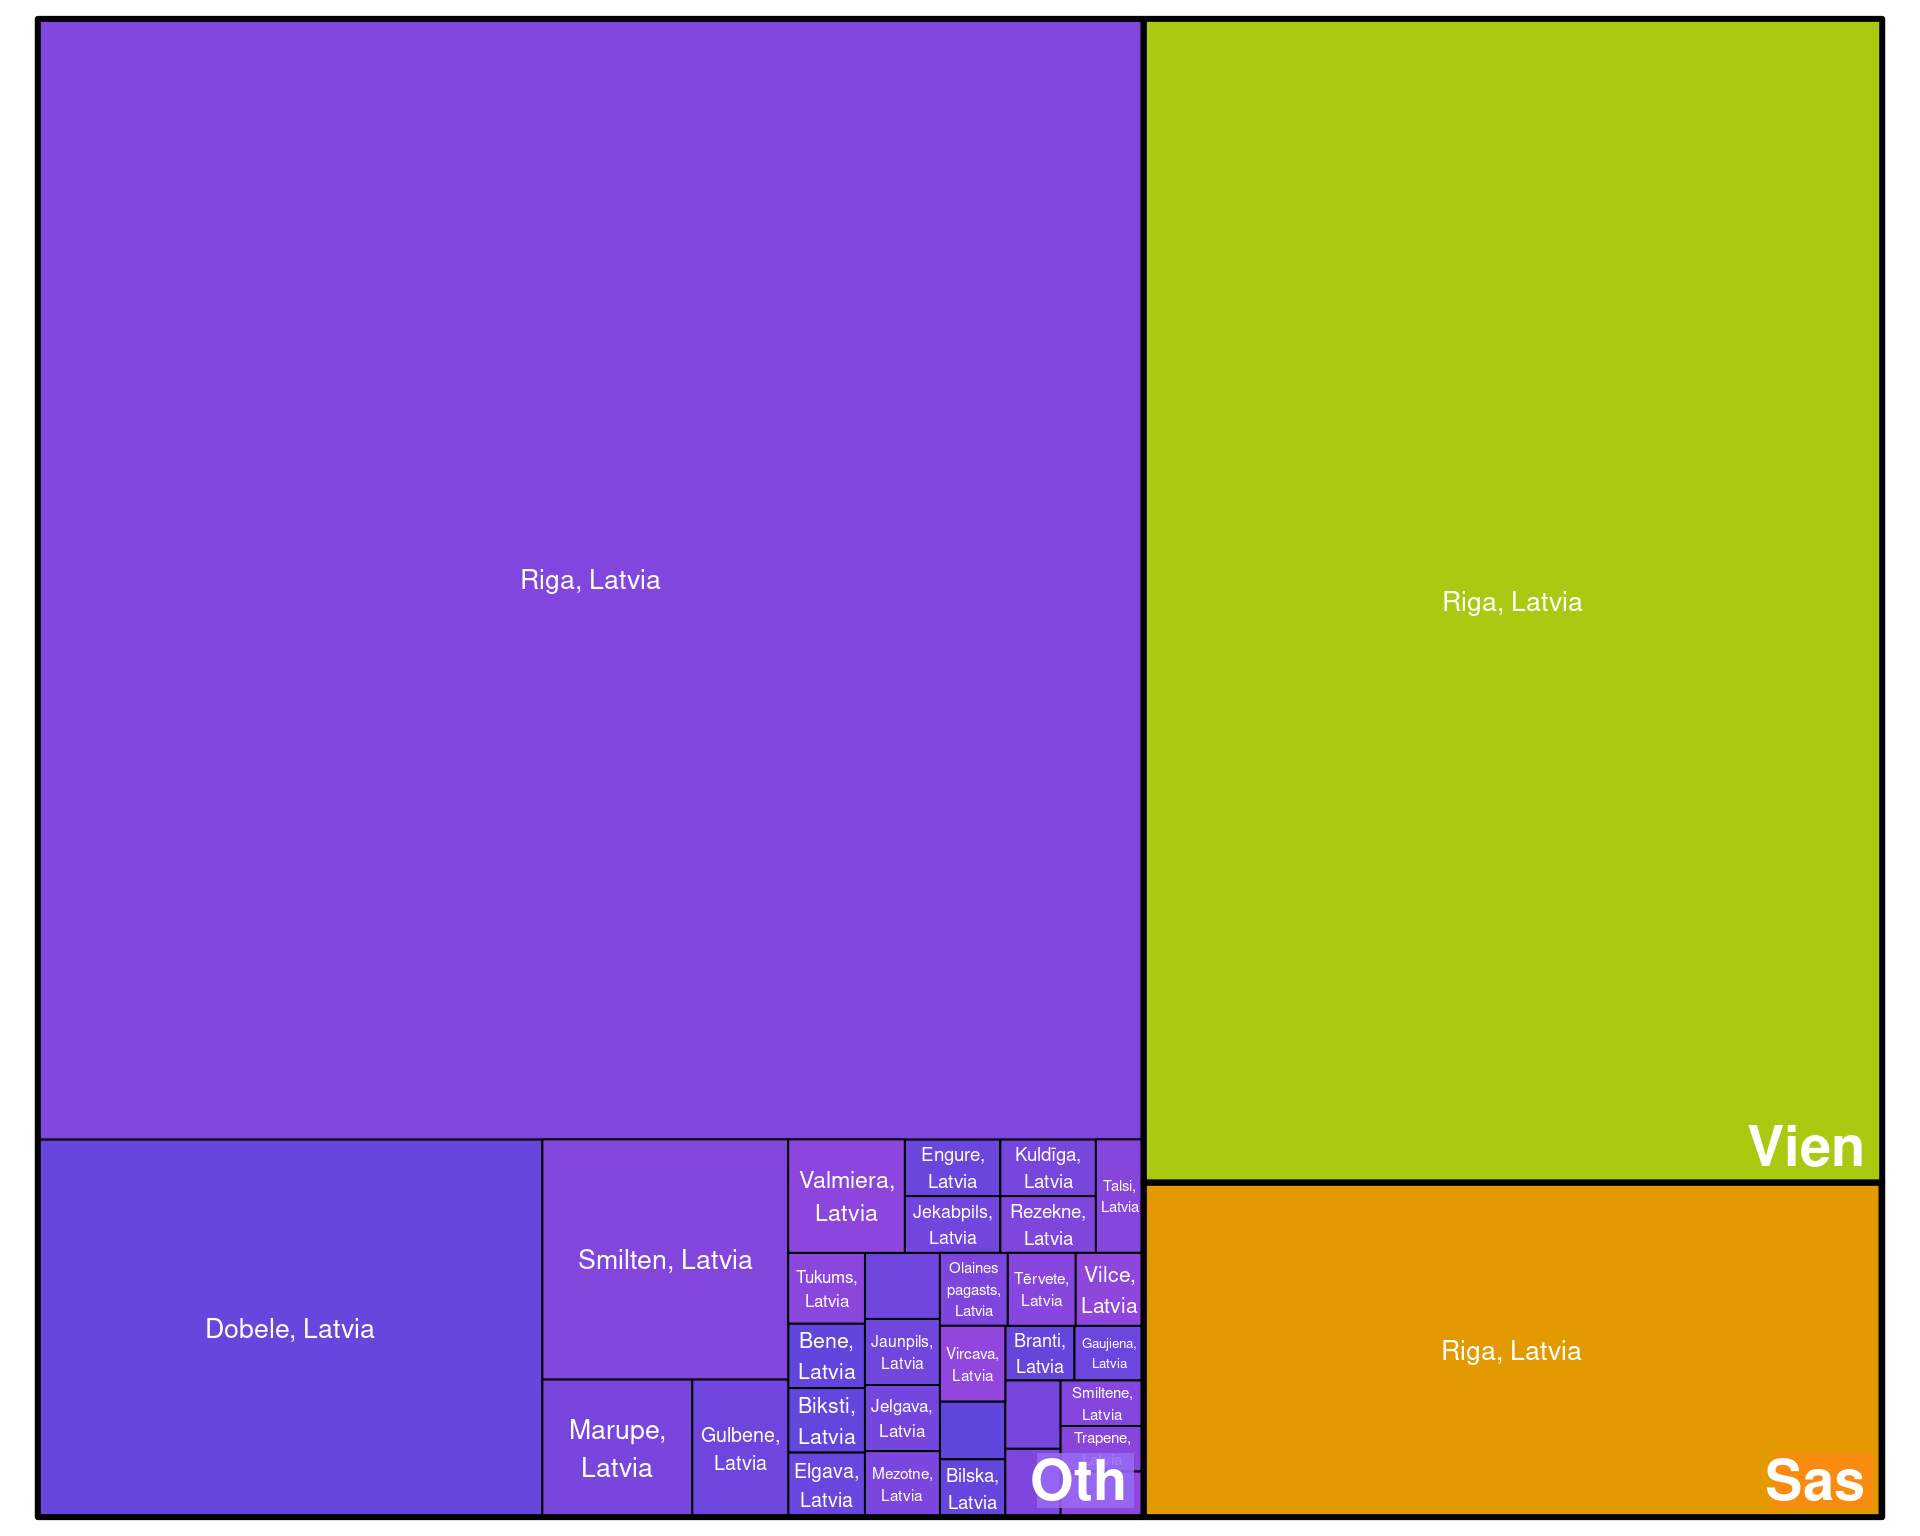 Riga, Latvia
Riga, Latvia
Vien
Dobele, Latvia
Smilten, Latvia
Marupe,
Latvia
Gulbene,
Latvia
Valmiera,
Latvia
Engure,
Latvia
Kuldīga,
Latvia
Jekabpils,
Latvia
Rezekne,
Latvia
Talsi,
Latvia
Tukums,
Latvia
Bene,
Latvia
Biksti,
Latvia
Elgava,
Latvia
Jaunpils,
Latvia
Jelgava,
Latvia
Mezotne,
Latvia
Olaines
pagasts,
Latvia
Tērvete,
Latvia
Vilce,
Latvia
Vircava,
Latvia
Branti,
Latvia
Gaujiena,
Latvia
Smiltene,
Latvia
Trapene,
Bilska,
Latvia
Oth
Riga, Latvia
Sas